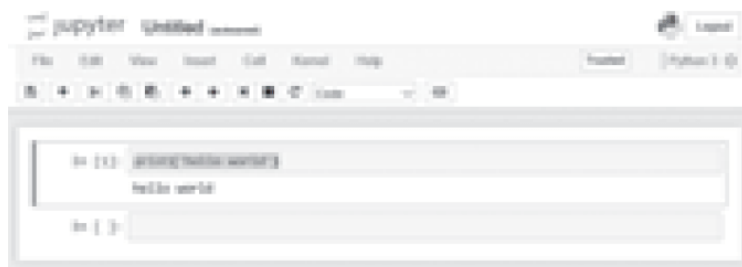 jupyter Untitled
File Edit View Insert Cell Kernel Help Trusted Python 3
Code
In [1]: print('hello world')
hello world
In [ ]: